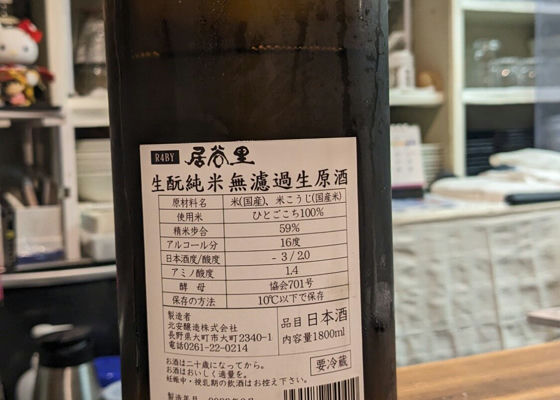 R4BY 居谷里
生酛純米無濾過生原酒
原材料名 米(国産)、米こうじ(国産米)
使用米 ひとごこち100%
精米歩合 59%
アルコール分 16度
日本酒度/酸度 - 3 / 2.0
アミノ酸度 1.4
酵母 協会701号
保存の方法 10℃以下で保存
製造者
北安醸造株式会社
長野県大町市大町2340-1
電話0261-22-0214
品目 日本酒
内容量1800ml
要冷蔵
お酒は二十歳になってから。
お酒はおいしく適量を。
妊娠中・授乳期の飲酒はお控え下さい。